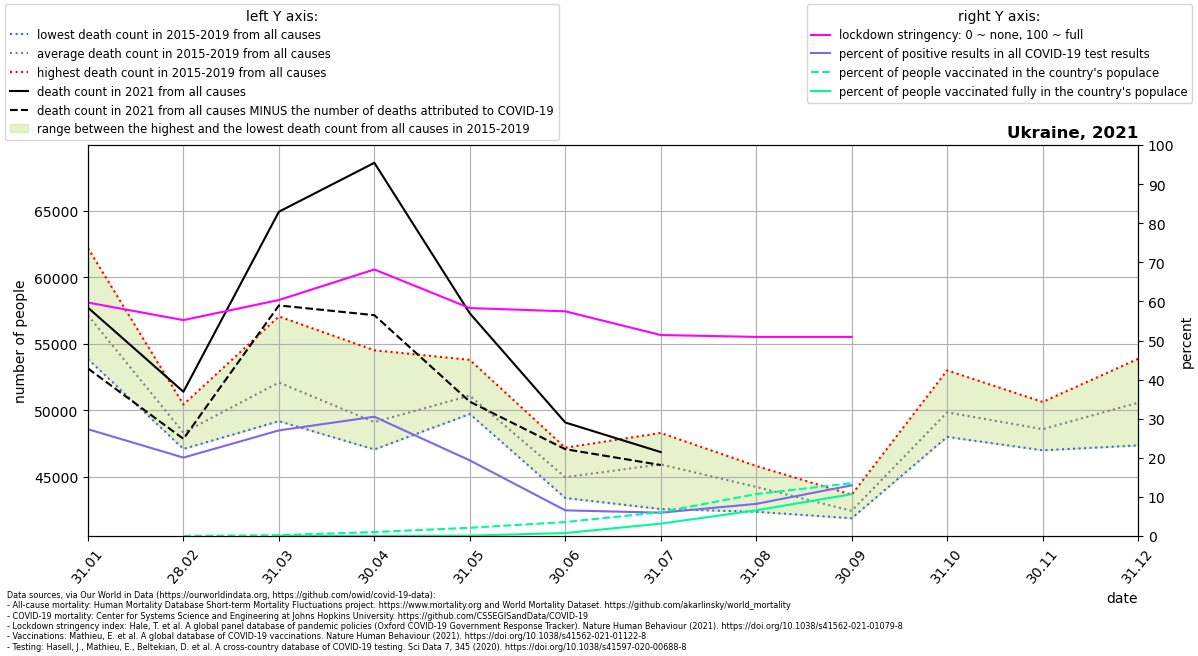 left Y axis:
lowest death count in 2015-2019 from all causes
average death count in 2015-2019 from all causes
highest death count in 2015-2019 from all causes
death count in 2021 from all causes
death count in 2021 from all causes MINUS the number of deaths attributed to COVID-19
range between the highest and the lowest death count from all causes in 2015-2019
right Y axis:
lockdown stringency: 0 ~ none, 100 ~ full
percent of positive results in all COVID-19 test results
percent of people vaccinated in the country's populace
percent of people vaccinated fully in the country's populace
Ukraine, 2021
number of people
65000
60000
55000
50000
45000
100
90
80
70
60
50
40
30
20
10
0
percent
31.01
28.02
31.03
30.04
31.05
30.06
31.07
31.08
30.09
31.10
30.11
31.12
date
Data sources, via Our World in Data (https://ourworldindata.org, https://github.com/owid/covid-19-data):
- All-cause mortality: Human Mortality Database Short-term Mortality Fluctuations project. https://www.mortality.org and World Mortality Dataset. https://github.com/akarlinsky/world_mortality
- COVID-19 mortality: Center for Systems Science and Engineering at Johns Hopkins University. https://github.com/CSSEGISandData/COVID-19
- Lockdown stringency index: Hale, T. et al. A global panel database of pandemic policies (Oxford COVID-19 Government Response Tracker). Nature Human Behaviour (2021). https://doi.org/10.1038/s41562-021-01079-8
- Vaccinations: Mathieu, E. et al. A global database of COVID-19 vaccinations. Nature Human Behaviour (2021). https://doi.org/10.1038/s41562-021-01122-8
- Testing: Hasell, J., Mathieu, E., Beltekian, D. et al. A cross-country database of COVID-19 testing. Sci Data 7, 345 (2020). https://doi.org/10.1038/s41597-020-00688-8